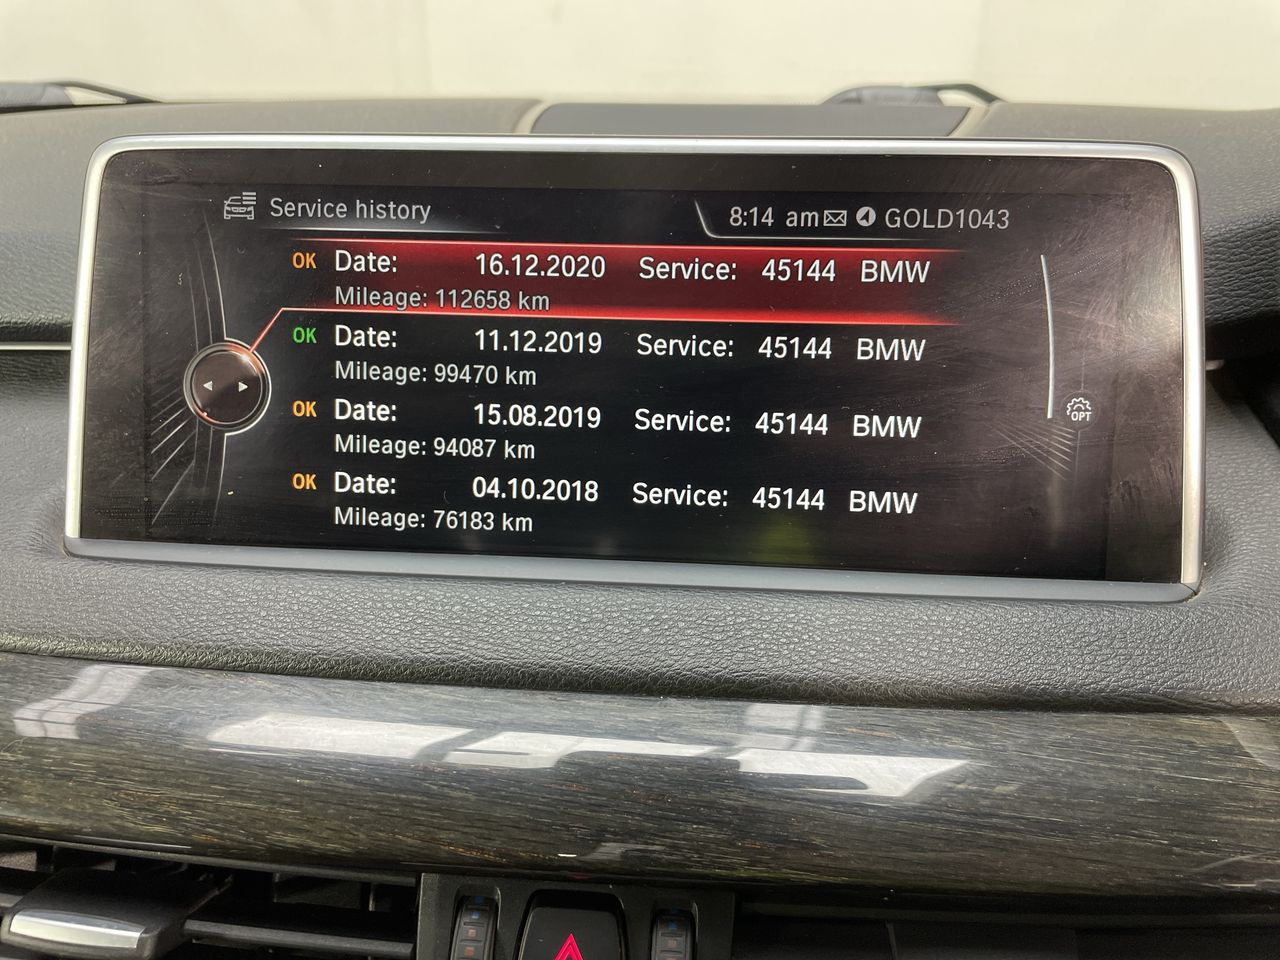 Service history 8:14 am GOLD1043
OK Date: 16.12.2020 Service: 45144 BMW
Mileage: 112658 km
OK Date: 11.12.2019 Service: 45144 BMW
Mileage: 99470 km
OK Date: 15.08.2019 Service: 45144 BMW
Mileage: 94087 km
OPT
OK Date: 04.10.2018 Service: 45144 BMW
Mileage: 76183 km